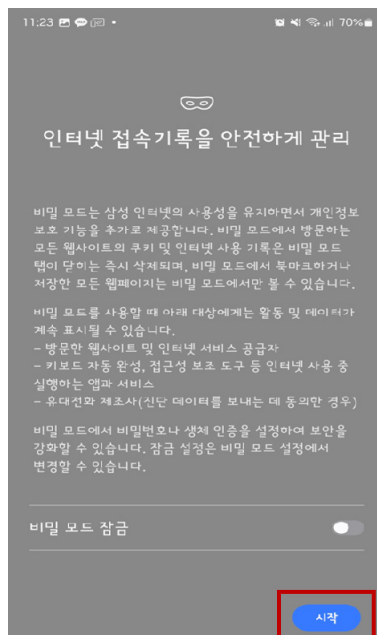 11:23
70%
인터넷 접속기록을 안전하게 관리
비밀 모드는 삼성 인터넷의 사용성을 유지하면서 개인정보
보호 기능을 추가로 제공합니다. 비밀 모드에서 방문하는
모든 웹사이트의 쿠키 및 인터넷 사용 기록은 비밀 모드
탭이 닫히는 즉시 삭제되며, 비밀 모드에서 북마크하거나
저장한 모든 웹페이지는 비밀 모드에서만 볼 수 있습니다.
비밀 모드를 사용할 때 아래 대상에게는 활동 및 데이터가
계속 표시될 수 있습니다.
– 방문한 웹사이트 및 인터넷 서비스 공급자
– 키보드 자동 완성, 접근성 보조 도구 등 인터넷 사용 중
실행하는 앱과 서비스
– 휴대전화 제조사(진단 데이터를 보내는 데 동의한 경우)
비밀 모드에서 비밀번호나 생체 인증을 설정하여 보안을
강화할 수 있습니다. 잠금 설정은 비밀 모드 설정에서
변경할 수 있습니다.
비밀 모드 잠금
시작